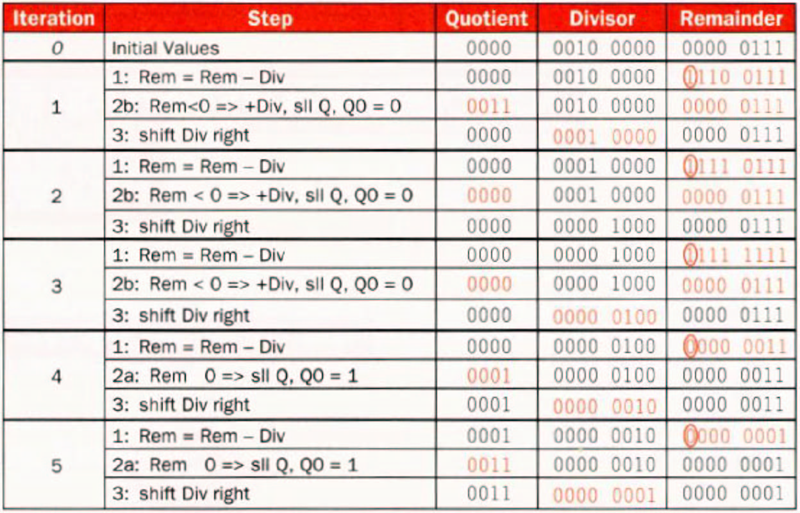 Iteration Step Quotient Divisor Remainder
0 Initial Values 0000 0010 0000 0000 0111
1 1: Rem = Rem – Div 0000 0010 0000 1110 0111
2b: Rem<0 => +Div, sll Q, Q0 = 0 0011 0010 0000 0000 0111
3: shift Div right 0000 0001 0000 0000 0111
2 1: Rem = Rem – Div 0000 0001 0000 1111 0111
2b: Rem < 0 => +Div, sll Q, Q0 = 0 0000 0001 0000 0000 0111
3: shift Div right 0000 0000 1000 0000 0111
3 1: Rem = Rem – Div 0000 0000 1000 1111 1111
2b: Rem < 0 => +Div, sll Q, Q0 = 0 0000 0000 1000 0000 0111
3: shift Div right 0000 0000 0100 0000 0111
4 1: Rem = Rem – Div 0000 0000 0100 0000 0011
2a: Rem 0 => sll Q, Q0 = 1 0001 0000 0100 0000 0011
3: shift Div right 0001 0000 0010 0000 0011
5 1: Rem = Rem – Div 0001 0000 0010 0000 0001
2a: Rem 0 => sll Q, Q0 = 1 0011 0000 0010 0000 0001
3: shift Div right 0011 0000 0001 0000 0001